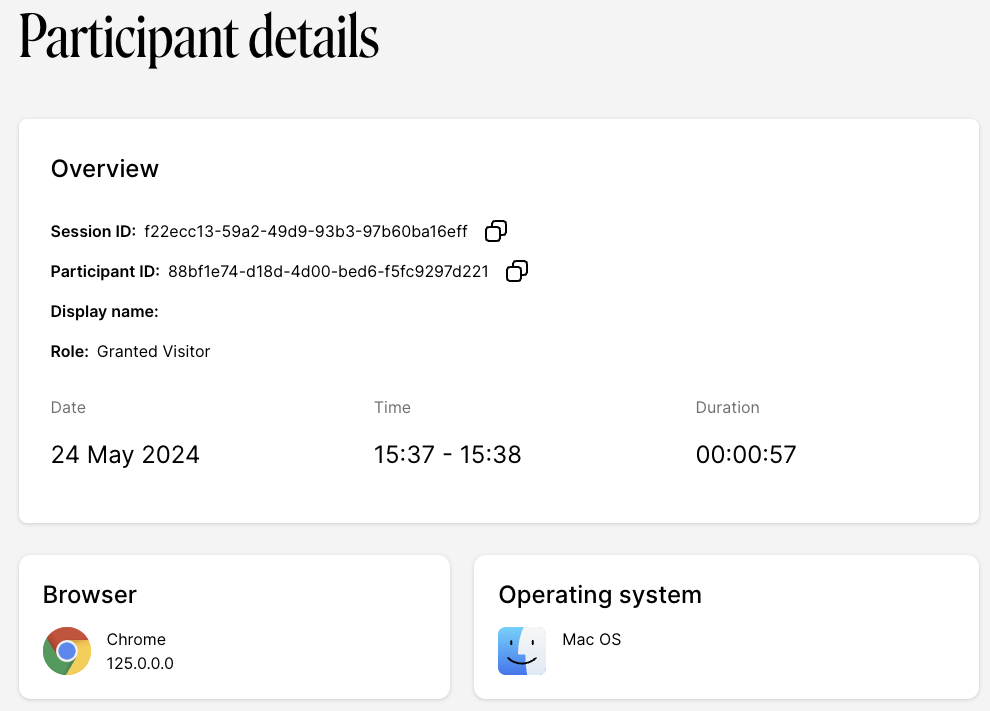 Participant details
Overview
Session ID: f22ecc13-59a2-49d9-93b3-97b60ba16eff
Participant ID: 88bf1e74-d18d-4d00-bed6-f5fc9297d221
Display name:
Role: Granted Visitor
Date Time Duration
24 May 2024 15:37 - 15:38 00:00:57
Browser
Chrome
125.0.0.0
Operating system
Mac OS